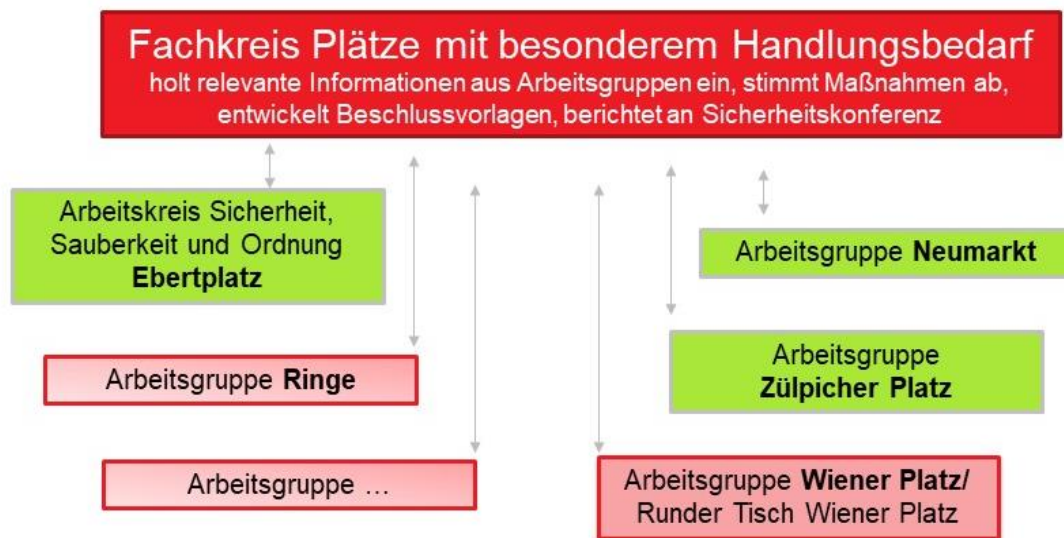 Fachkreis Plätze mit besonderem Handlungsbedarf
holt relevante Informationen aus Arbeitsgruppen ein, stimmt Maßnahmen ab,
entwickelt Beschlussvorlagen, berichtet an Sicherheitskonferenz
Arbeitskreis Sicherheit,
Sauberkeit und Ordnung
Ebertplatz
Arbeitsgruppe Neumarkt
Arbeitsgruppe Ringe
Arbeitsgruppe
Zülpicher Platz
Arbeitsgruppe ...
Arbeitsgruppe Wiener Platz/
Runder Tisch Wiener Platz